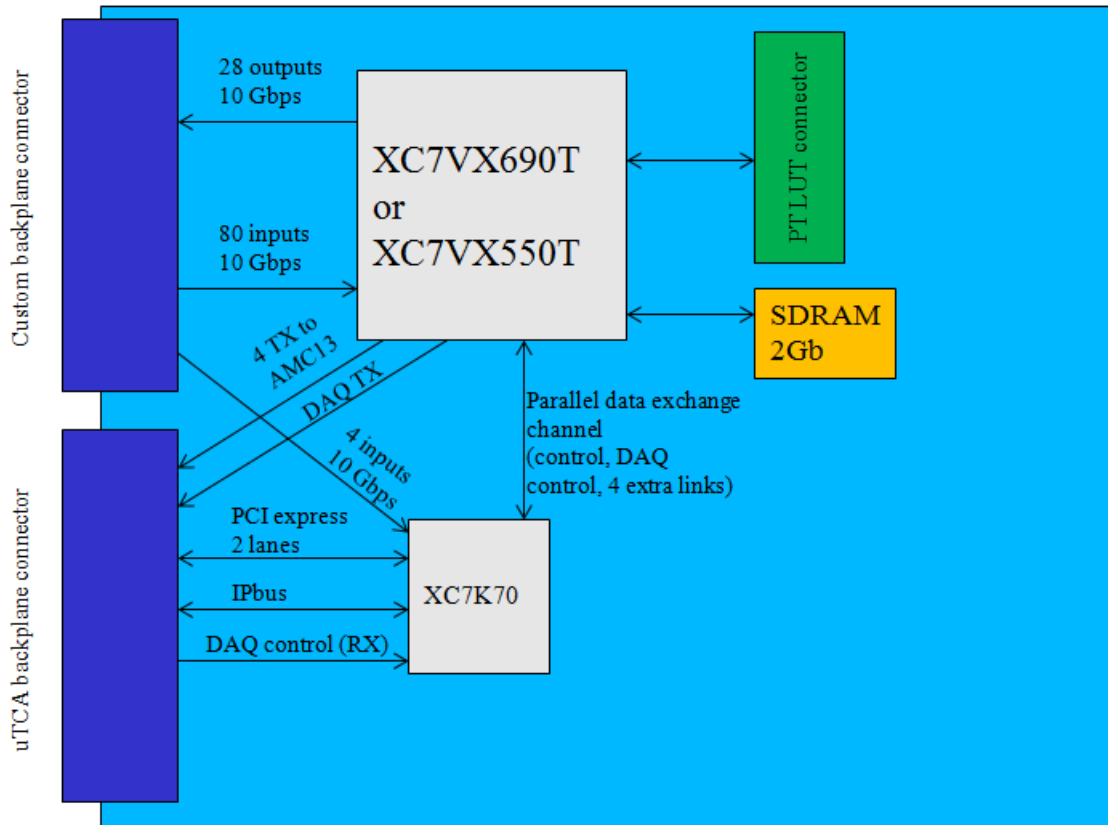 Custom backplane connector
28 outputs
10 Gbps
XC7VX690T
or
XC7VX550T
PT LUT connector
80 inputs
10 Gbps
SDRAM
2Gb
4 TX to
AMC13
DAQ TX
Parallel data exchange
channel
(control, DAQ
control, 4 extra links)
4 inputs
10 Gbps
uTCA backplane connector
PCI express
2 lanes
IPbus
XC7K70
DAQ control (RX)